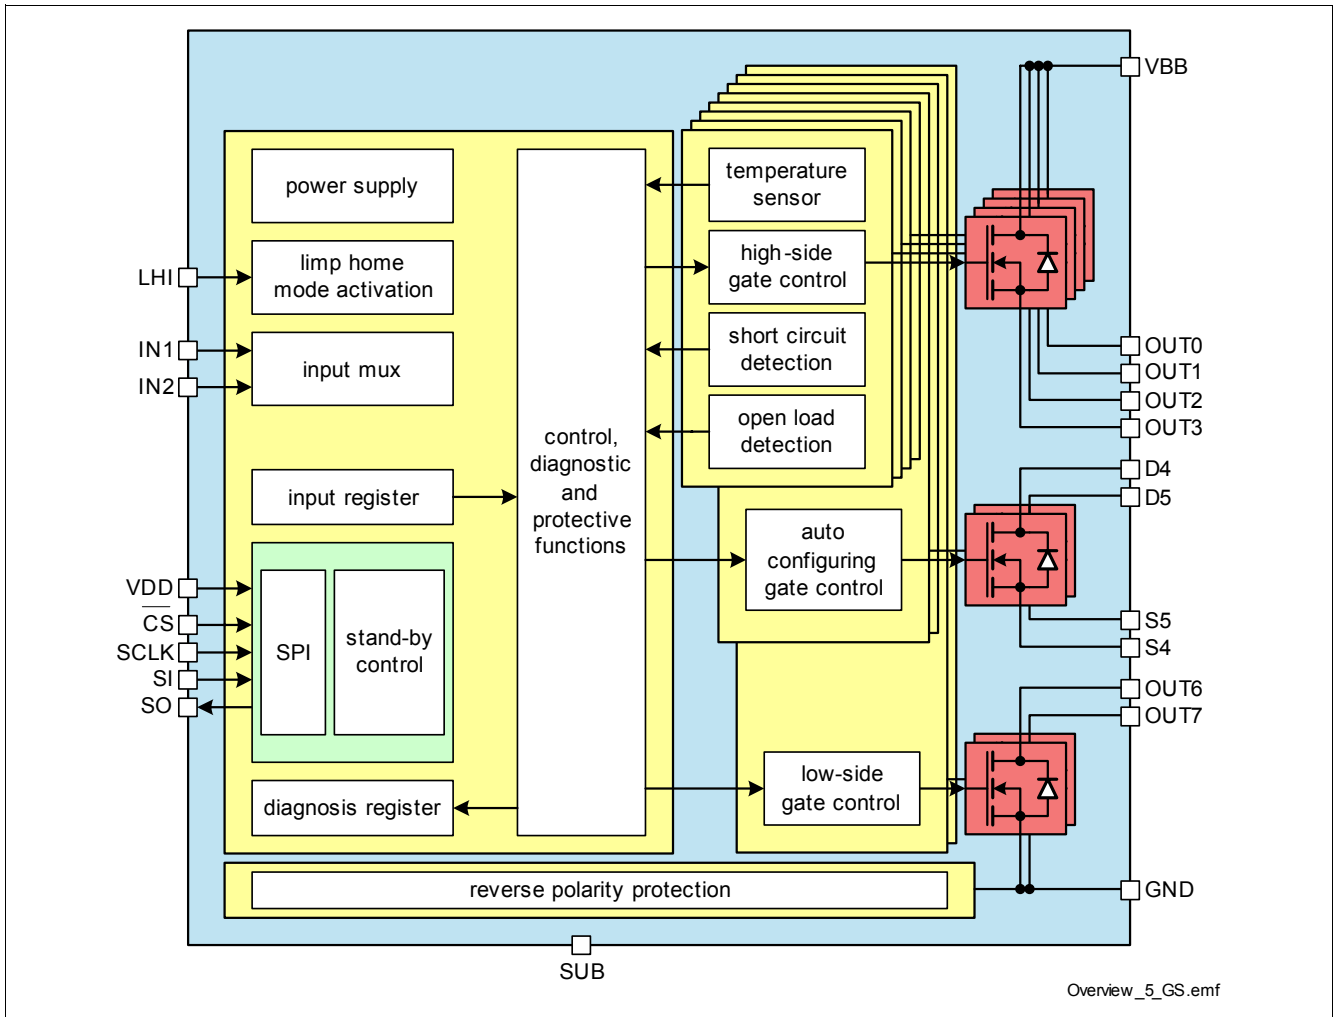 VBB
power supply
temperature
sensor
LHI
limp home
mode activation
high-side
gate control
IN1
IN2
input mux
short circuit
detection
OUT0
OUT1
OUT2
OUT3
open load
detection
control,
diagnostic
and
protective
functions
D4
D5
input register
auto
configuring
gate control
VDD
CS
SCLK
SI
SO
SPI
stand-by
control
S5
S4
OUT6
OUT7
low-side
gate control
diagnosis register
reverse polarity protection
GND
SUB
Overview_5_GS.emf